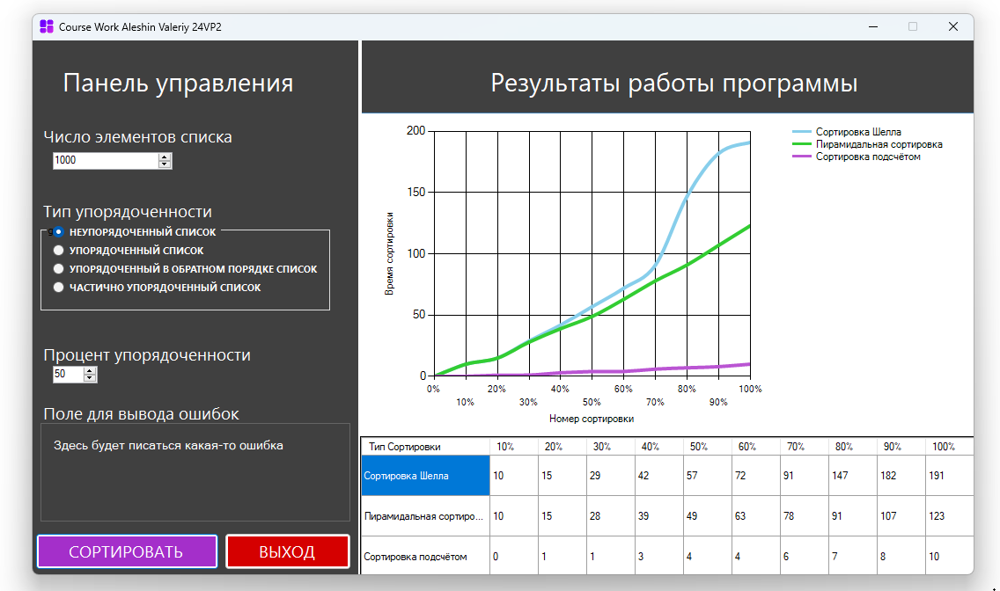 Course Work Aleshin Valeriy 24VP2
Панель управления
Число элементов списка
1000
Тип упорядоченности
НЕУПОРЯДОЧЕННЫЙ СПИСОК
УПОРЯДОЧЕННЫЙ СПИСОК
УПОРЯДОЧЕННЫЙ В ОБРАТНОМ ПОРЯДКЕ СПИСОК
ЧАСТИЧНО УПОРЯДОЧЕННЫЙ СПИСОК
Процент упорядоченности
50
Поле для вывода ошибок
Здесь будет писаться какая-то ошибка
СОРТИРОВАТЬ ВЫХОД
Результаты работы программы
Сортировка Шелла
Пирамидальная сортировка
Сортировка подсчётом
Время сортировки
200
150
100
50
0
0% 20% 40% 60% 80% 100%
10% 30% 50% 70% 90%
Номер сортировки
Тип Сортировки 10% 20% 30% 40% 50% 60% 70% 80% 90% 100%
Сортировка Шелла 10 15 29 42 57 72 91 147 182 191
Пирамидальная сортиро... 10 15 28 39 49 63 78 91 107 123
Сортировка подсчётом 0 1 1 3 4 4 6 7 8 10